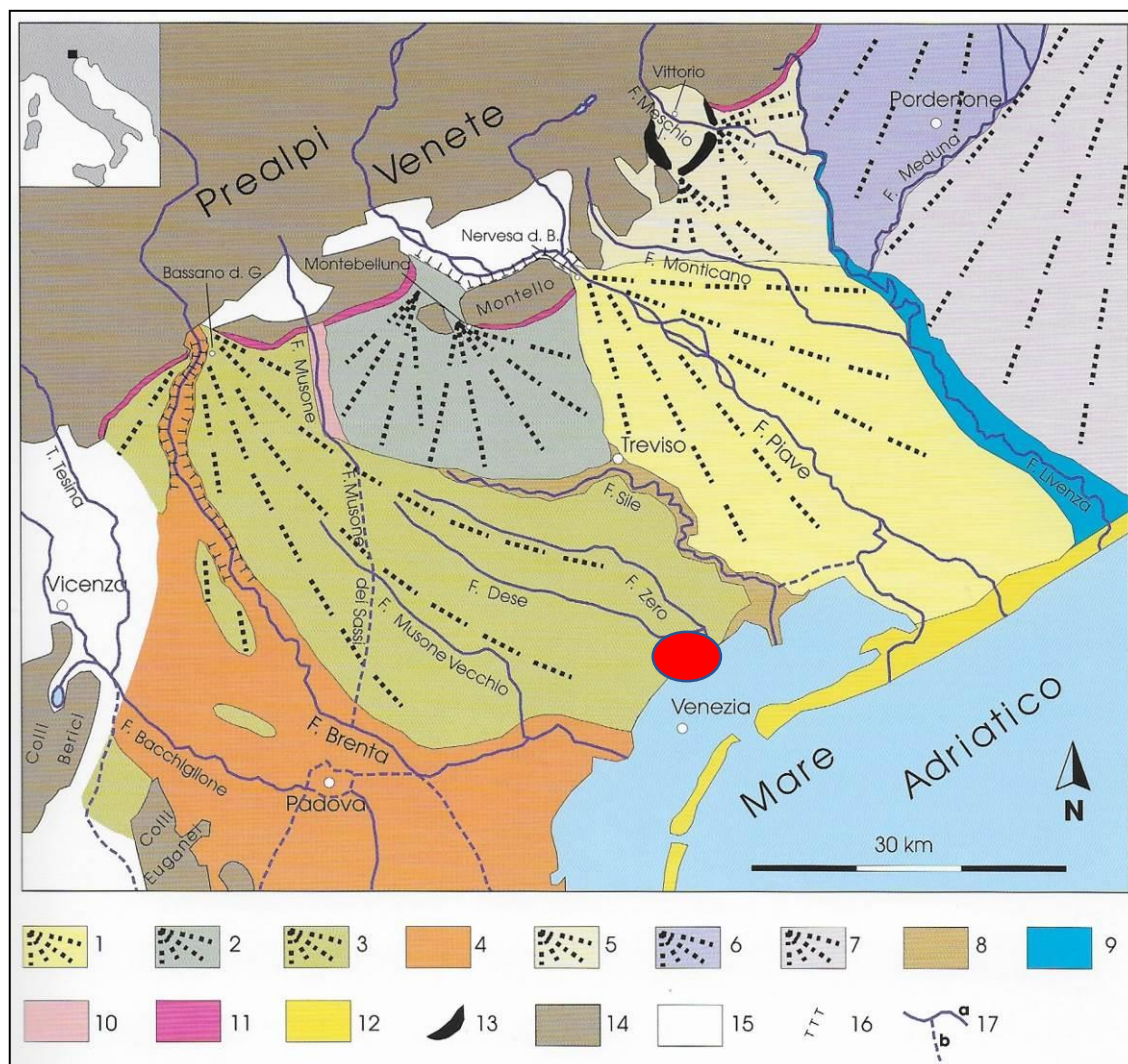 Vittorio
F. Meschio
Pordenone
F. Meduna
Prealpi
Venete
Nervesa d. B.
Montebelluna
Bassano d. G.
Montello
F. Monticano
F. Musone
Treviso
F. Piave
F. Livenza
T. Tesina
F. Musone
dei Sassi
F. Sile
Vicenza
F. Dese
F. Zero
F. Musone Vecchio
Venezia
Colli
Berici
F. Bacchiglione
F. Brenta
Padova
Colli
Euganei
Mare Adriatico
N
30 km
1 2 3 4 5 6 7 8 9
10 11 12 13 14 15 16 a 17
TTT b